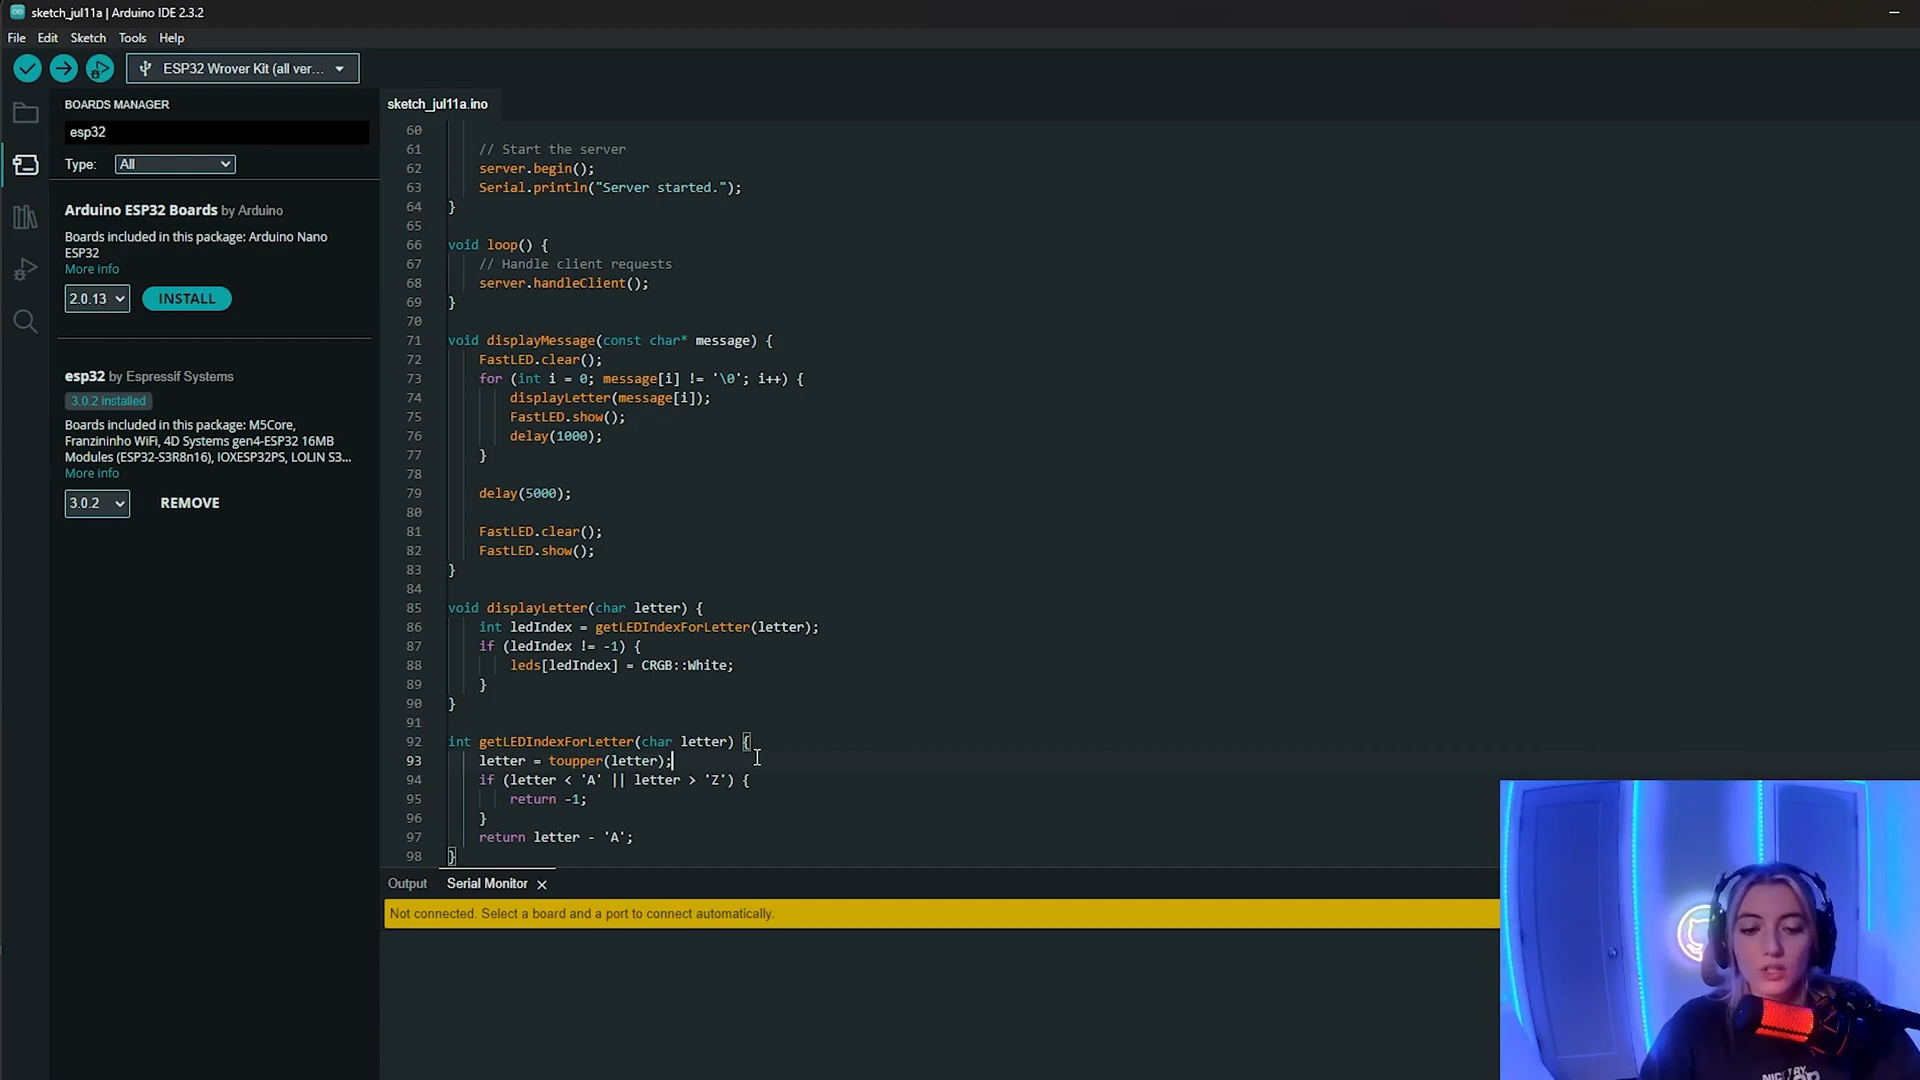 sketch_jul11a | Arduino IDE 2.3.2
File Edit Sketch Tools Help
ESP32 Wrover Kit (all ver...
BOARDS MANAGER
esp32
Type: All
Arduino ESP32 Boards by Arduino
Boards included in this package: Arduino Nano
ESP32
More info
2.0.13 INSTALL
esp32 by Espressif Systems
3.0.2 installed
Boards included in this package: M5Core,
Franzininho WiFi, 4D Systems gen4-ESP32 16MB
Modules (ESP32-S3R8n16), IOXESP32PS, LOLIN S3...
More info
3.0.2 REMOVE
sketch_jul11a.ino
60
61 // Start the server
62 server.begin();
63 Serial.println("Server started.");
64 }
65
66 void loop() {
67 // Handle client requests
68 server.handleClient();
69 }
70
71 void displayMessage(const char* message) {
72 FastLED.clear();
73 for (int i = 0; message[i] != '\0'; i++) {
74 displayLetter(message[i]);
75 FastLED.show();
76 delay(1000);
77 }
78
79 delay(5000);
80
81 FastLED.clear();
82 FastLED.show();
83 }
84
85 void displayLetter(char letter) {
86 int ledIndex = getLEDIndexForLetter(letter);
87 if (ledIndex != -1) {
88 leds[ledIndex] = CRGB::White;
89 }
90 }
91
92 int getLEDIndexForLetter(char letter) {
93 letter = toupper(letter);
94 if (letter < 'A' || letter > 'Z') {
95 return -1;
96 }
97 return letter - 'A';
98 }
Output Serial Monitor
Not connected. Select a board and a port to connect automatically.